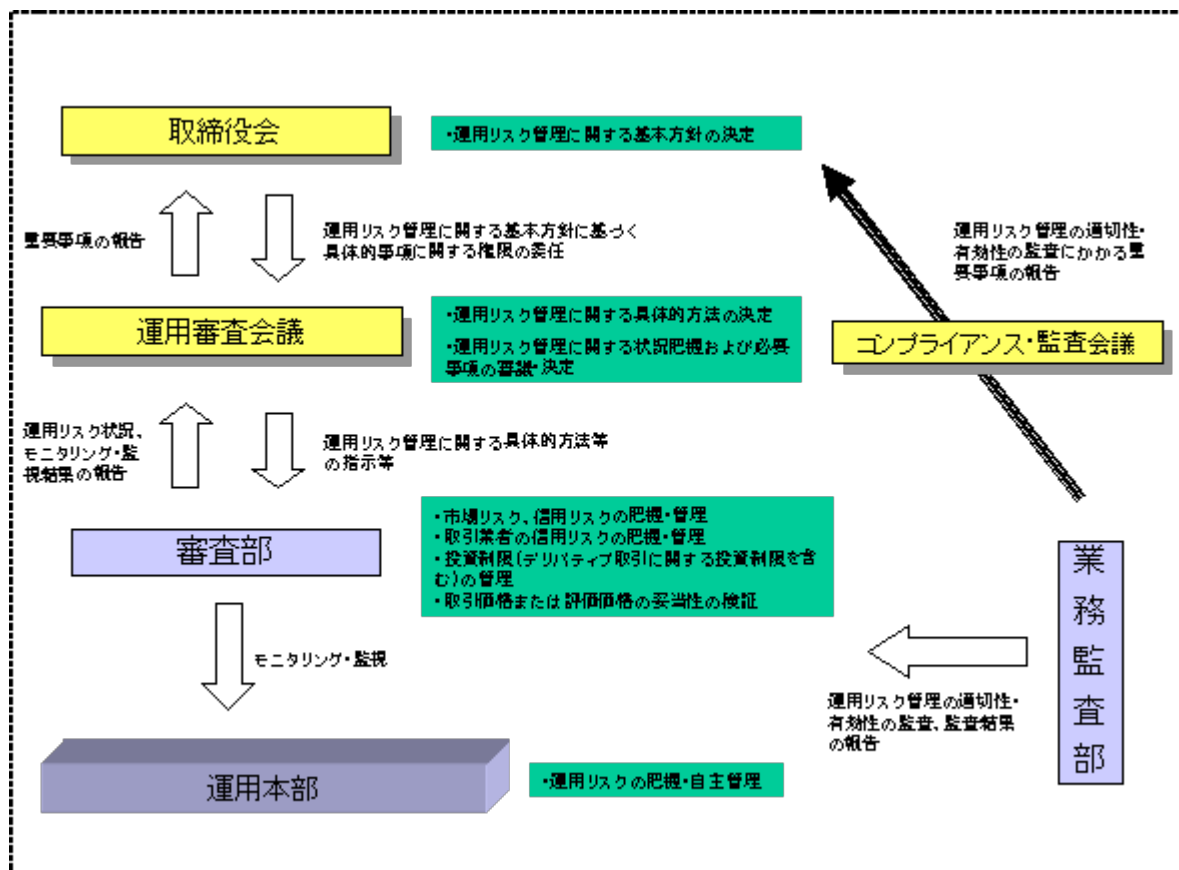 取締役会
・運用リスク管理に関する基本方針の決定
重要事項の報告
運用リスク管理に関する基本方針に基づく
具体的事項に関する権限の委任
運用リスク管理の適切性・
有効性の監査にかかる重
要事項の報告
運用審査会議
・運用リスク管理に関する具体的方法の決定
・運用リスク管理に関する状況把握および必要
事項の審議・決定
コンプライアンス・監査会議
運用リスク状況、
モニタリング・監
視結果の報告
運用リスク管理に関する具体的方法等
の指示等
審査部
・市場リスク、信用リスクの把握・管理
・取引業者の信用リスクの把握・管理
・投資制限(デリバティブ取引に関する投資制限を含
む)の管理
・取引価格または評価価格の妥当性の検証
業務監査部
モニタリング・監視
運用リスク管理の適切性・
有効性の監査、監査結果
の報告
運用本部
・運用リスクの把握・自主管理